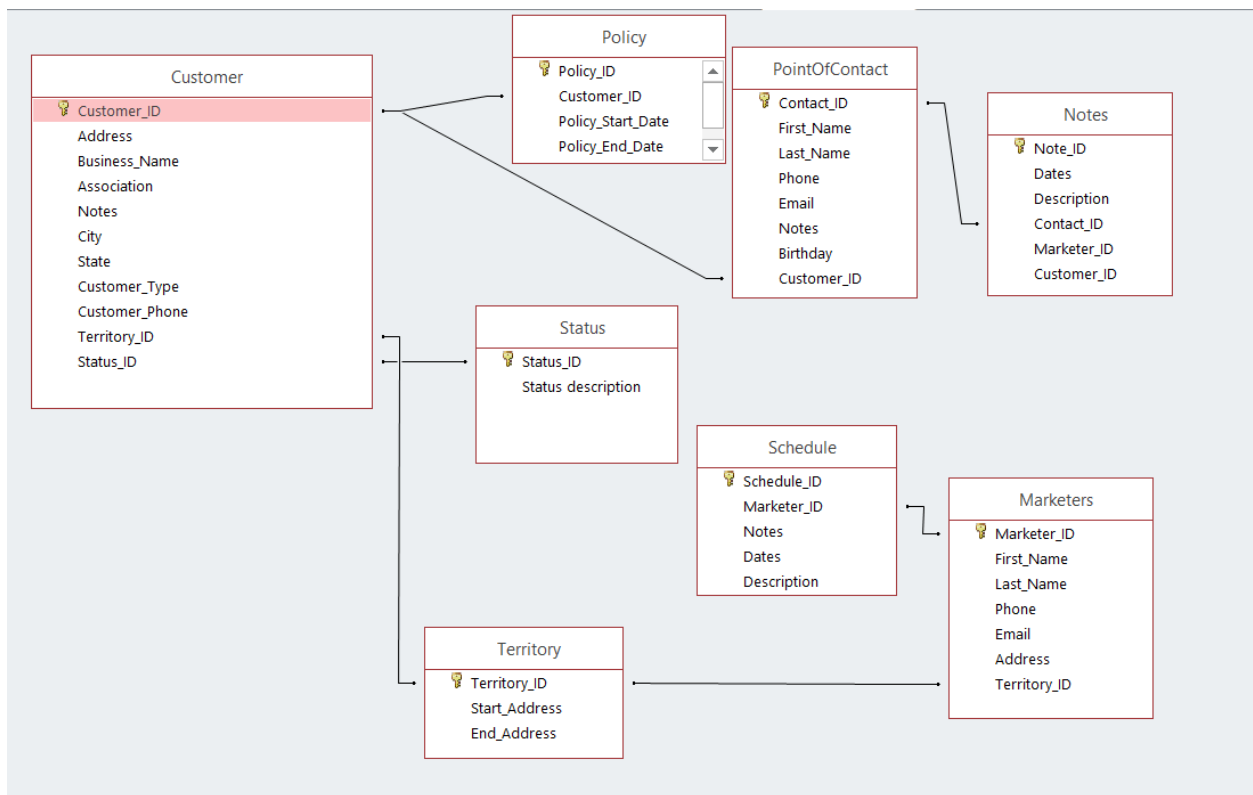 Customer
Customer_ID
Address
Business_Name
Association
Notes
City
State
Customer_Type
Customer_Phone
Territory_ID
Status_ID
Policy
Policy_ID
Customer_ID
Policy_Start_Date
Policy_End_Date
PointOfContact
Contact_ID
First_Name
Last_Name
Phone
Email
Notes
Birthday
Customer_ID
Notes
Note_ID
Dates
Description
Contact_ID
Marketer_ID
Customer_ID
Status
Status_ID
Status description
Schedule
Schedule_ID
Marketer_ID
Notes
Dates
Description
Marketers
Marketer_ID
First_Name
Last_Name
Phone
Email
Address
Territory_ID
Territory
Territory_ID
Start_Address
End_Address